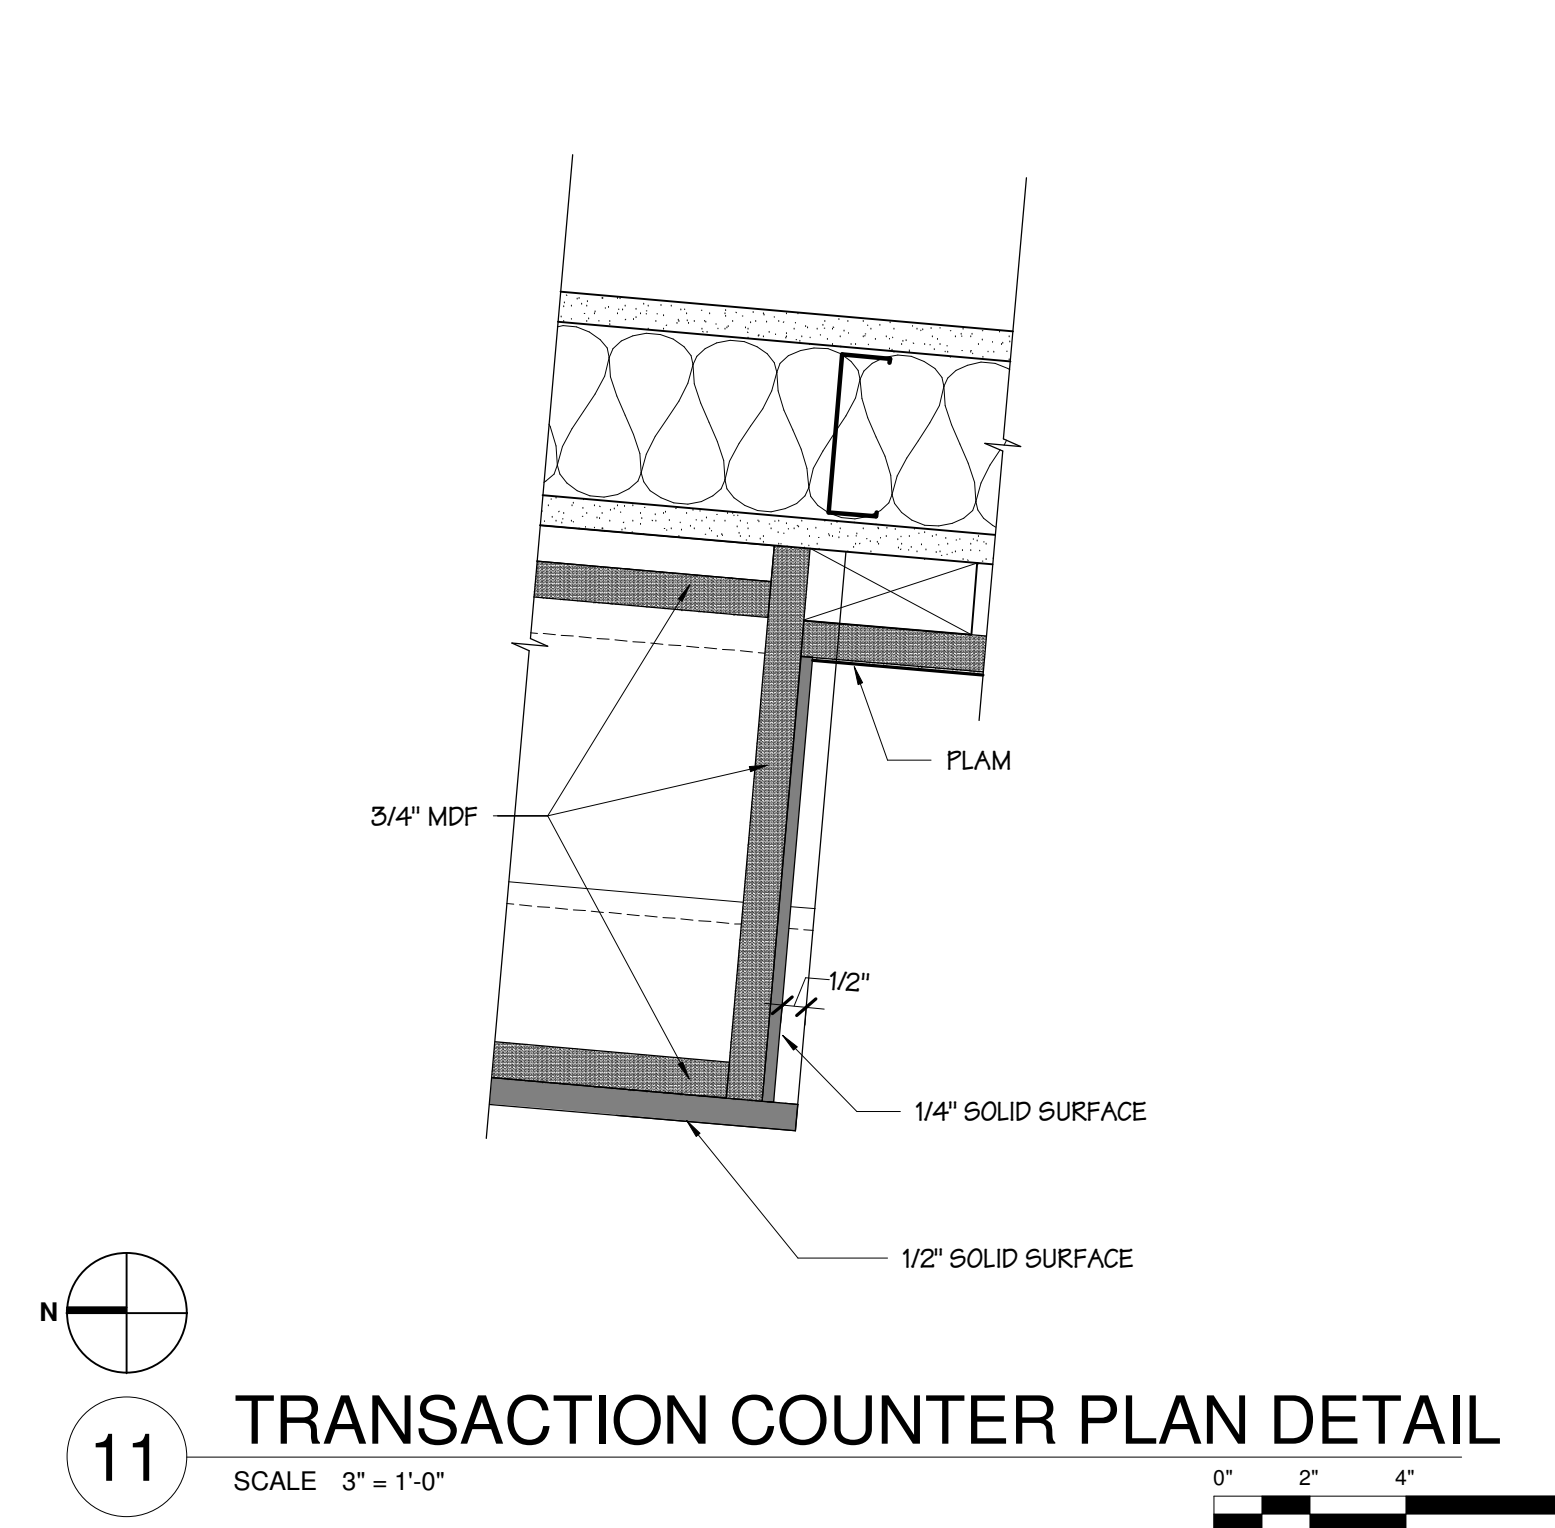 PLAM
3/4" MDF
1/2"
1/4" SOLID SURFACE
1/2" SOLID SURFACE
N
11
TRANSACTION COUNTER PLAN DETAIL
SCALE 3" = 1'-0"
0" 2" 4"